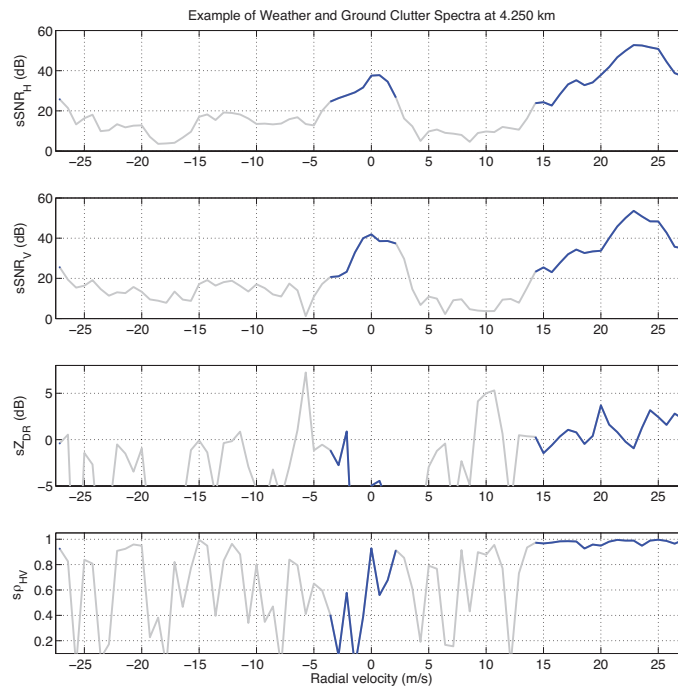 Example of Weather and Ground Clutter Spectra at 4.250 km
60
40
20
0
sSNR_H (dB)
−25 −20 −15 −10 −5 0 5 10 15 20 25
60
40
20
0
sSNR_V (dB)
−25 −20 −15 −10 −5 0 5 10 15 20 25
5
0
−5
sZ_DR (dB)
−25 −20 −15 −10 −5 0 5 10 15 20 25
1
0.8
0.6
0.4
0.2
sρ_HV
−25 −20 −15 −10 −5 0 5 10 15 20 25
Radial velocity (m/s)